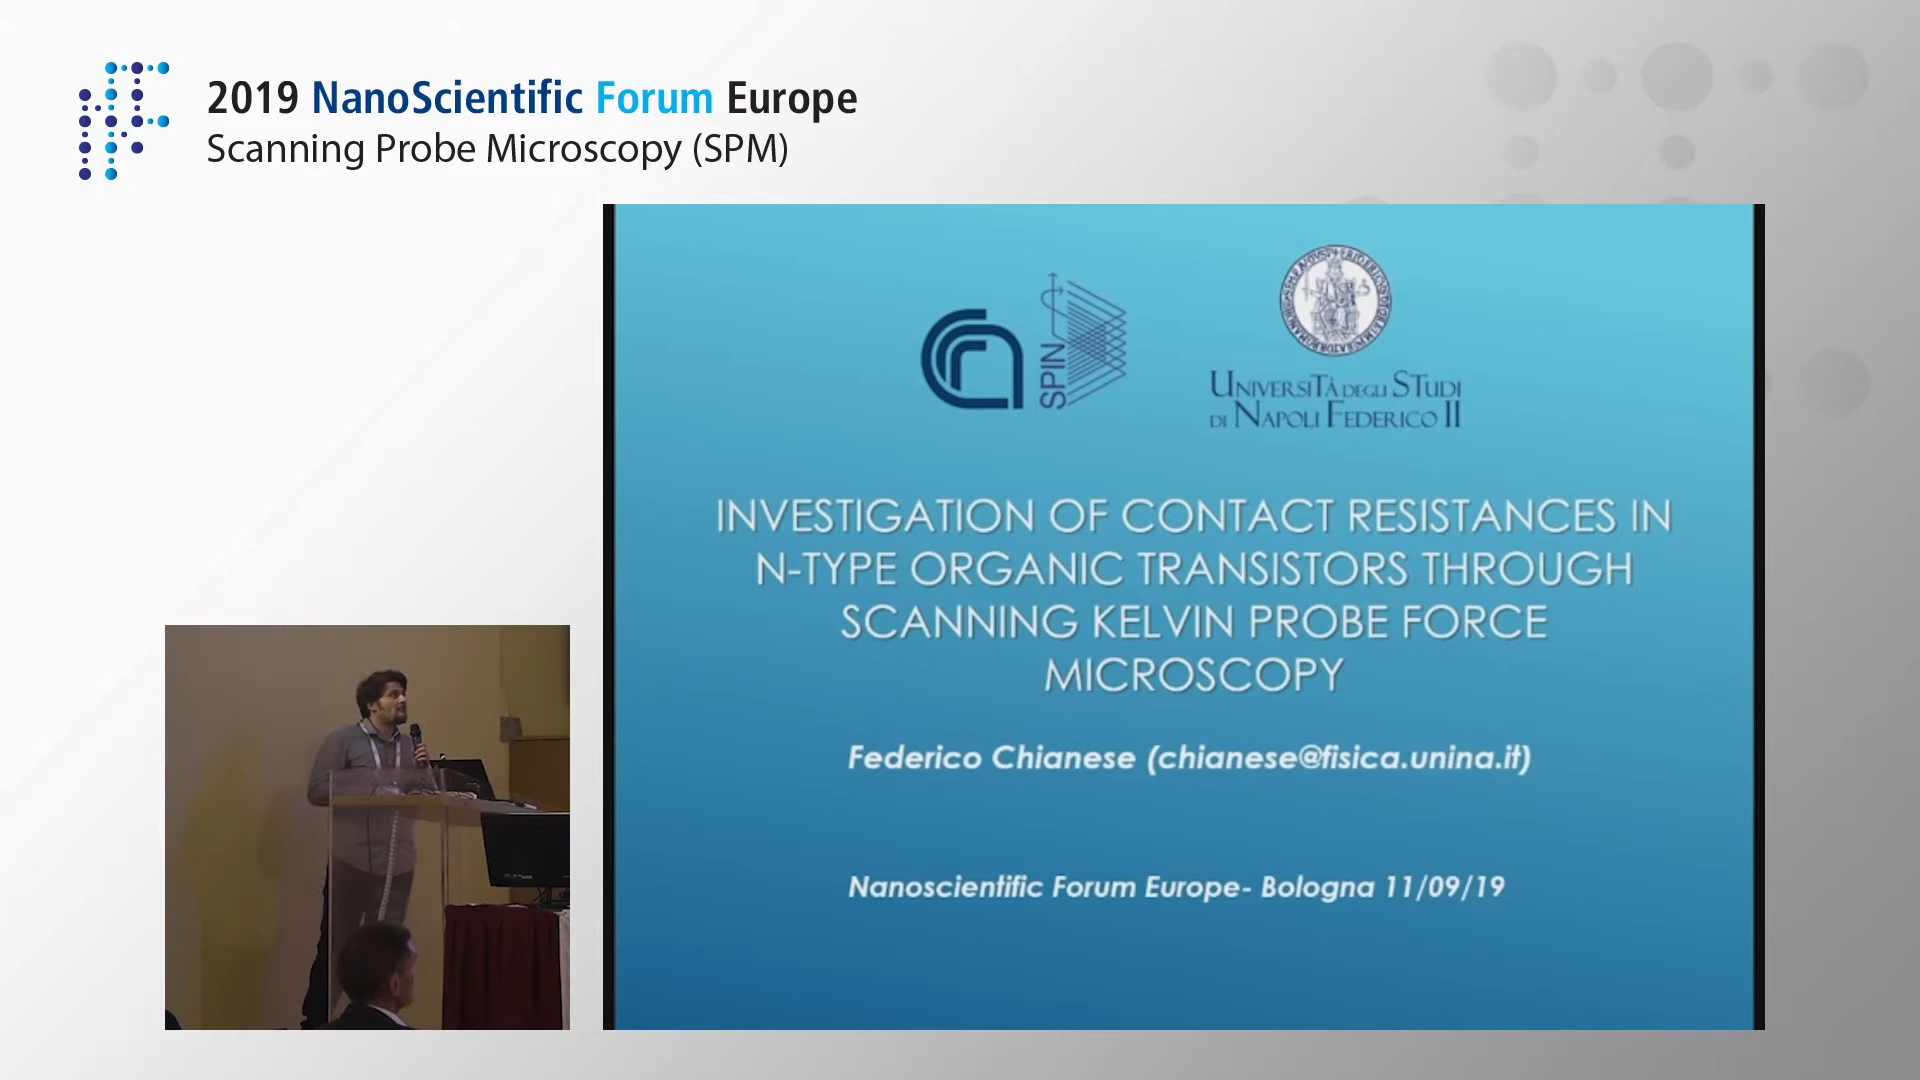 2019 NanoScientific Forum Europe
Scanning Probe Microscopy (SPM)
SPIN
UNIVERSITÀ DEGLI STUDI
DI NAPOLI FEDERICO II
INVESTIGATION OF CONTACT RESISTANCES IN
N-TYPE ORGANIC TRANSISTORS THROUGH
SCANNING KELVIN PROBE FORCE
MICROSCOPY
Federico Chianese (chianese@fisica.unina.it)
Nanoscientific Forum Europe- Bologna 11/09/19